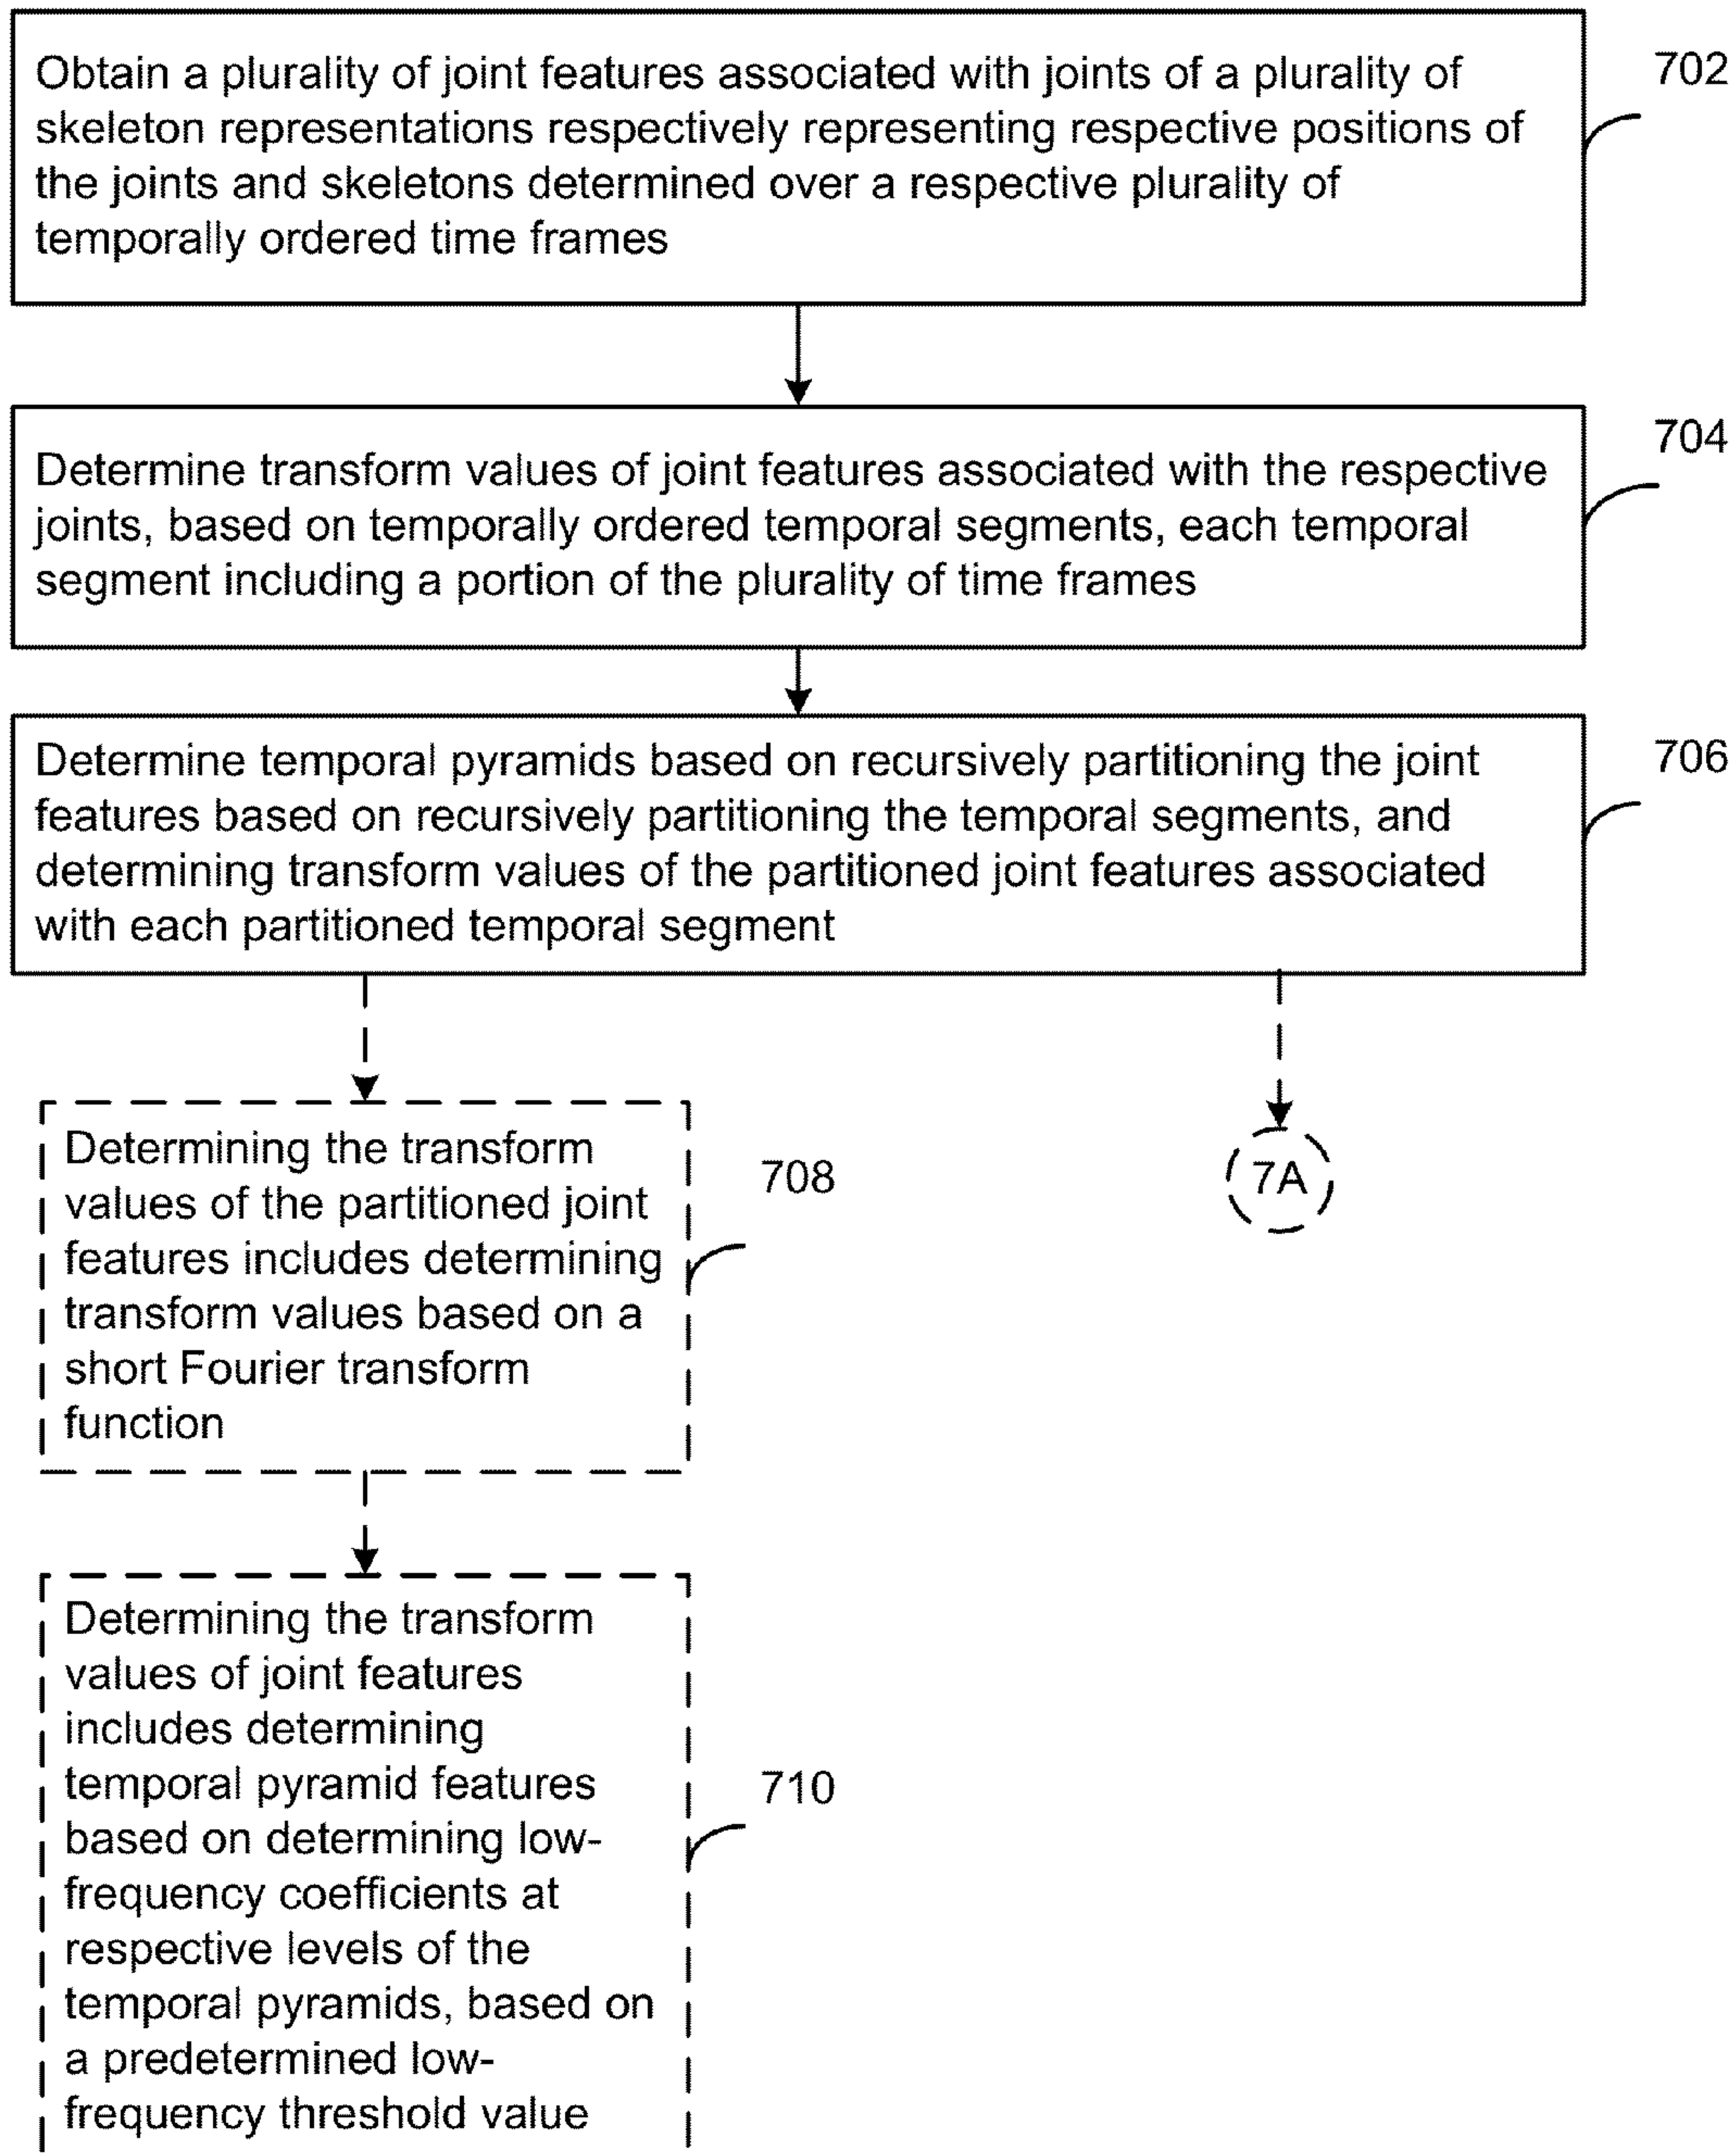 Obtain a plurality of joint features associated with joints of a plurality of
skeleton representations respectively representing respective positions of
the joints and skeletons determined over a respective plurality of
temporally ordered time frames
702
Determine transform values of joint features associated with the respective
joints, based on temporally ordered temporal segments, each temporal
segment including a portion of the plurality of time frames
704
Determine temporal pyramids based on recursively partitioning the joint
features based on recursively partitioning the temporal segments, and
determining transform values of the partitioned joint features associated
with each partitioned temporal segment
706
Determining the transform
values of the partitioned joint
features includes determining
transform values based on a
short Fourier transform
function
708
7A
Determining the transform
values of joint features
includes determining
temporal pyramid features
based on determining low-
frequency coefficients at
respective levels of the
temporal pyramids, based on
a predetermined low-
frequency threshold value
710